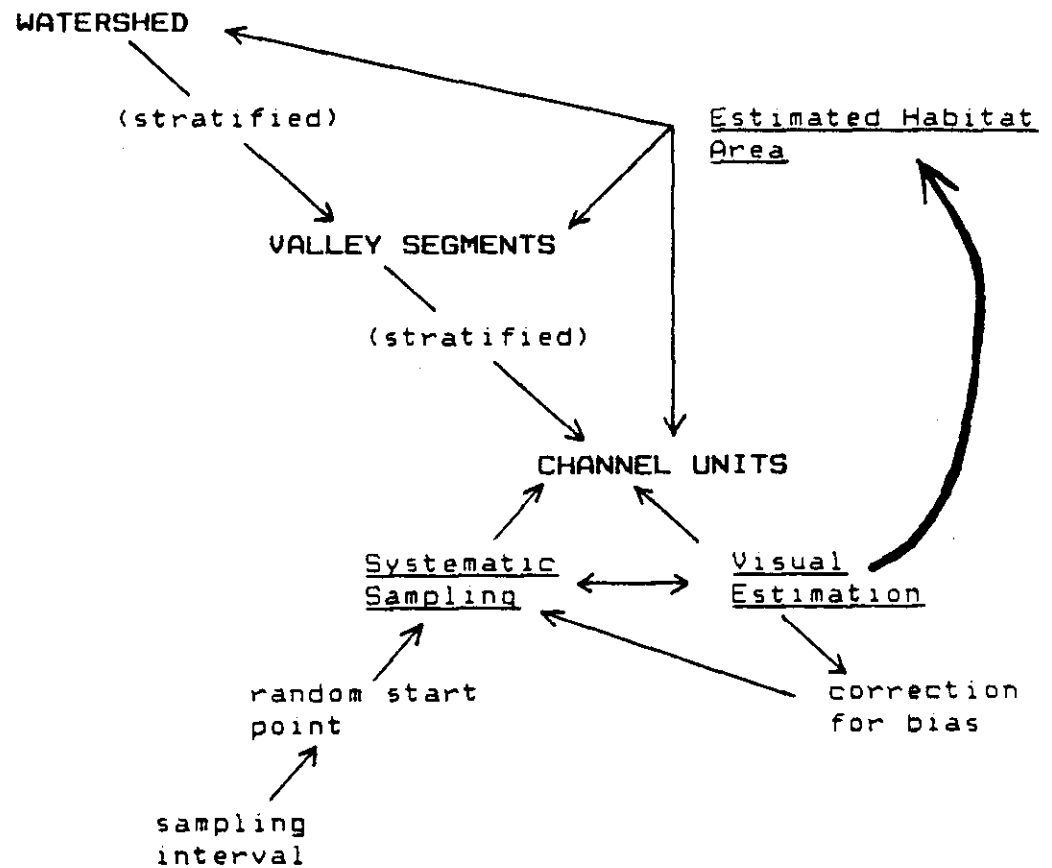 WATERSHED
(stratified)
Estimated Habitat
Area
VALLEY SEGMENTS
(stratified)
CHANNEL UNITS
Systematic
Sampling
Visual
Estimation
random start
point
correction
for bias
sampling
interval